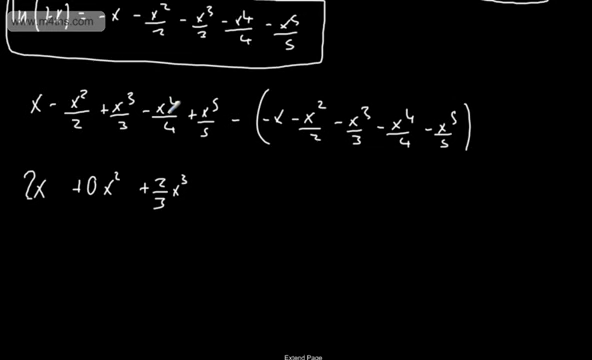 ln(1-x) = -x - x²/2 - x³/3 - x⁴/4 - x⁵/5
x - x²/2 + x³/3 - x⁴/4 + x⁵/5 - (-x - x²/2 - x³/3 - x⁴/4 - x⁵/5)
2x + 0x² + 2/3 x³
Extend Page